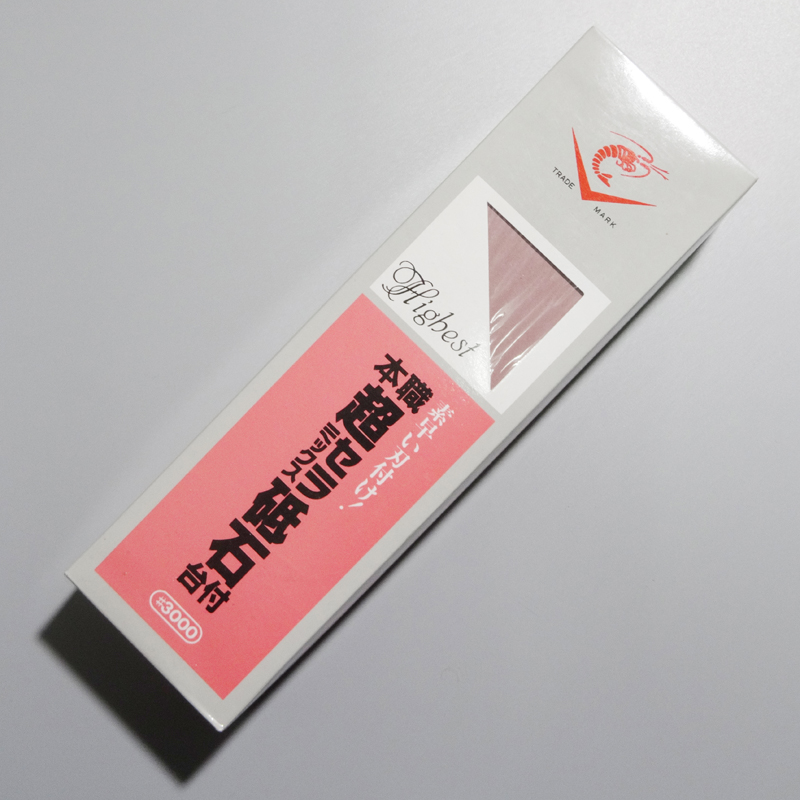 TRADE MARK
Highest
素早い刃付け!
本職
超セラミックス砥石
台付
#3000